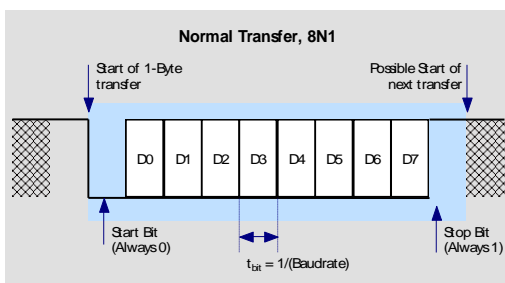 Normal Transfer, 8N1
Start of 1-Byte
transfer
Possible Start of
next transfer
D0 D1 D2 D3 D4 D5 D6 D7
Start Bit
(Always 0)
Stop Bit
(Always 1)
tbit = 1/(Baudrate)